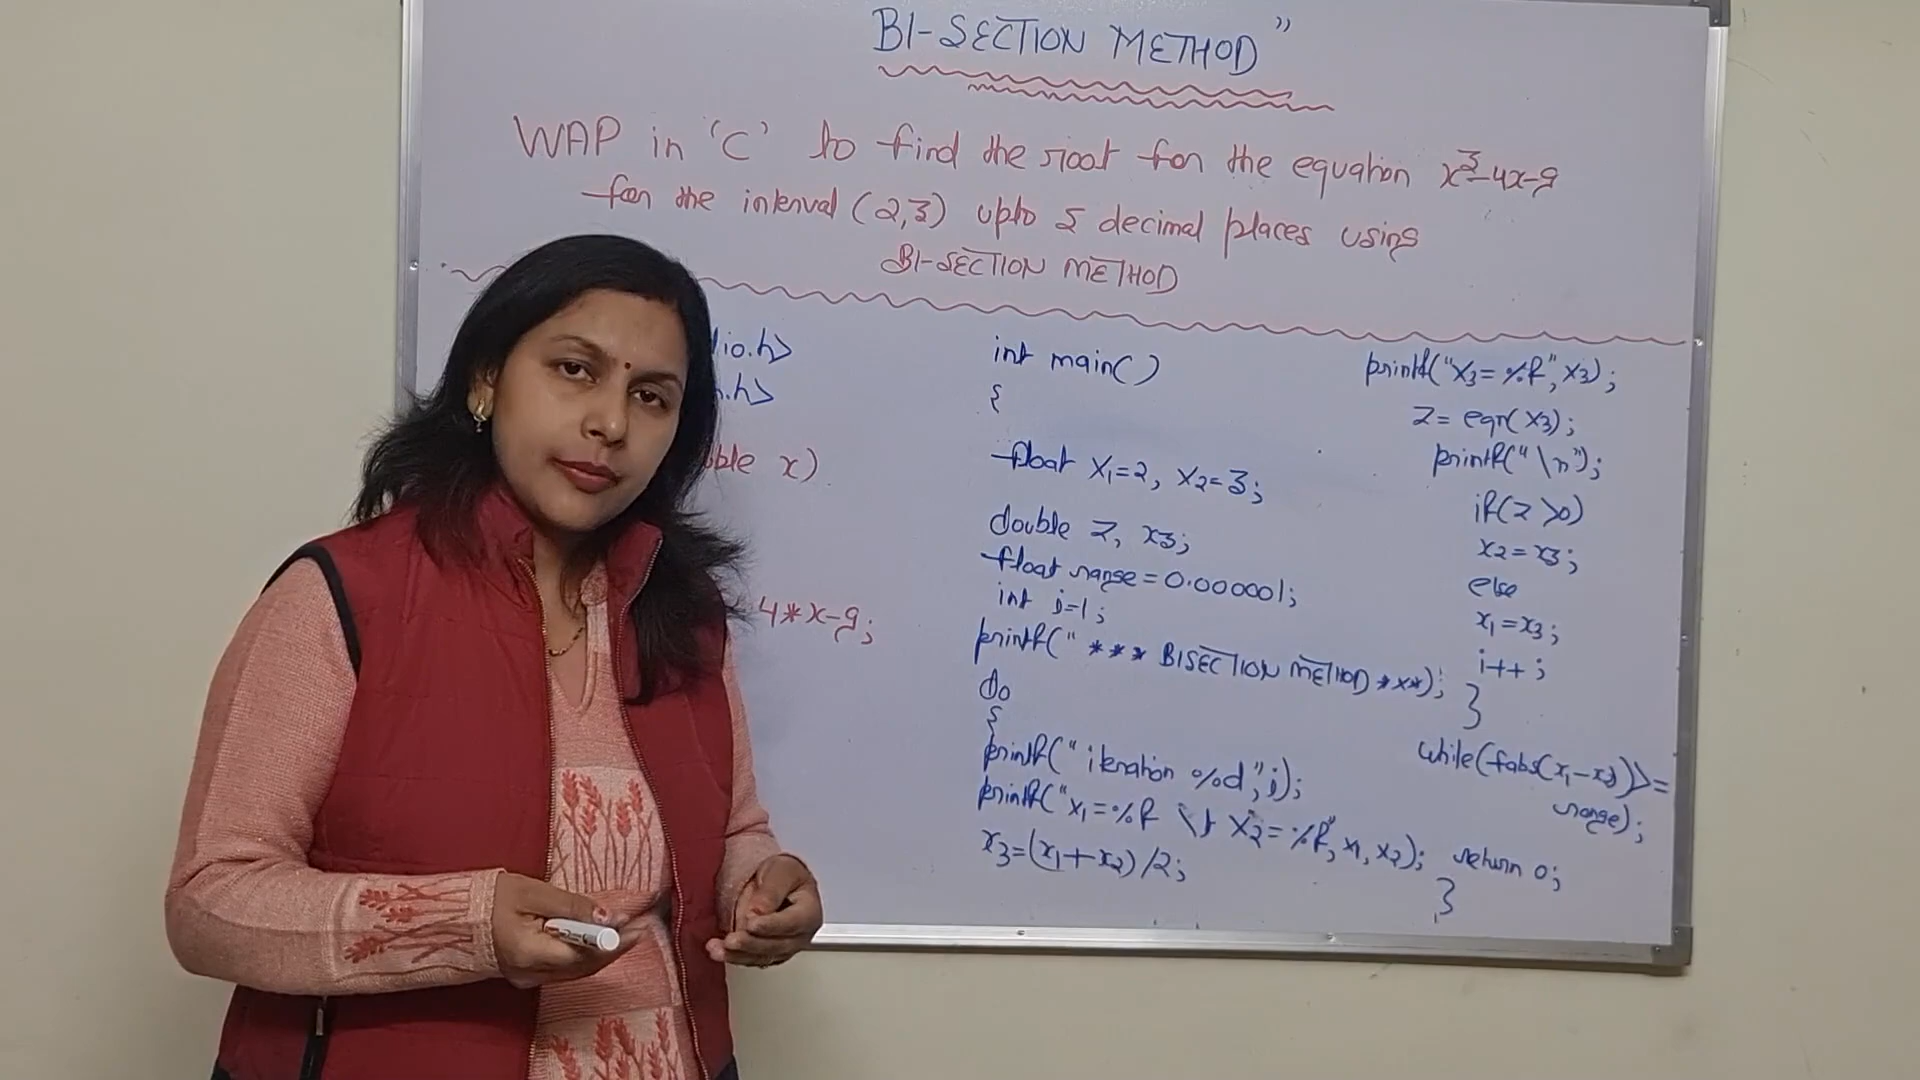 BI-SECTION METHOD"
WAP in 'C' to find the root for the equation x³-4x-9
for the interval (2,3) upto 5 decimal places using
BI-SECTION METHOD
io.h>
.h>
ble x)
4*x-9;
int main()
{
float x1=2, x2=3;
double z, x3;
float range=0.00001;
int i=1;
printf(" *** BISECTION METHOD ***);
do
{
printf("iteration %d",i);
printf("x1=%f \t x2=%f", x1, x2);
x3=(x1+x2)/2;
printf("x3=%f",x3);
z=eqn(x3);
printf("\n");
if(z>0)
x2=x3;
else
x1=x3;
i++;
}
while(fabs(x1-x2)>=
range);
return 0;
}